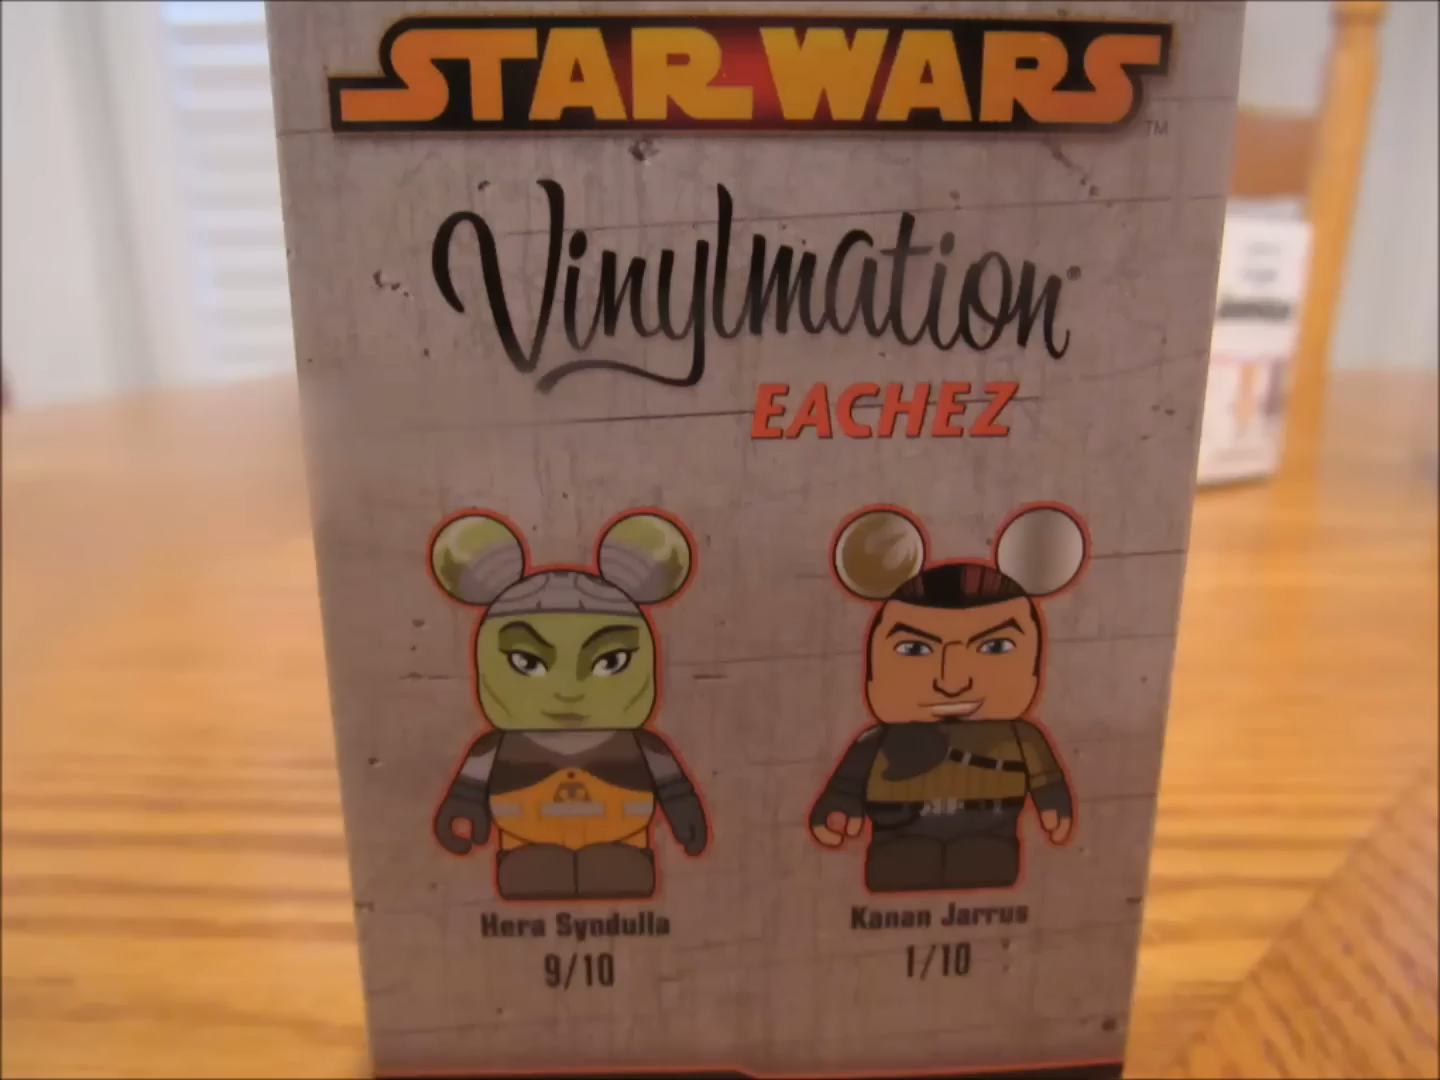 STAR WARS
TM
Vinylmation®
EACHEZ
Hera Syndulla
9/10
Kanan Jarrus
1/10